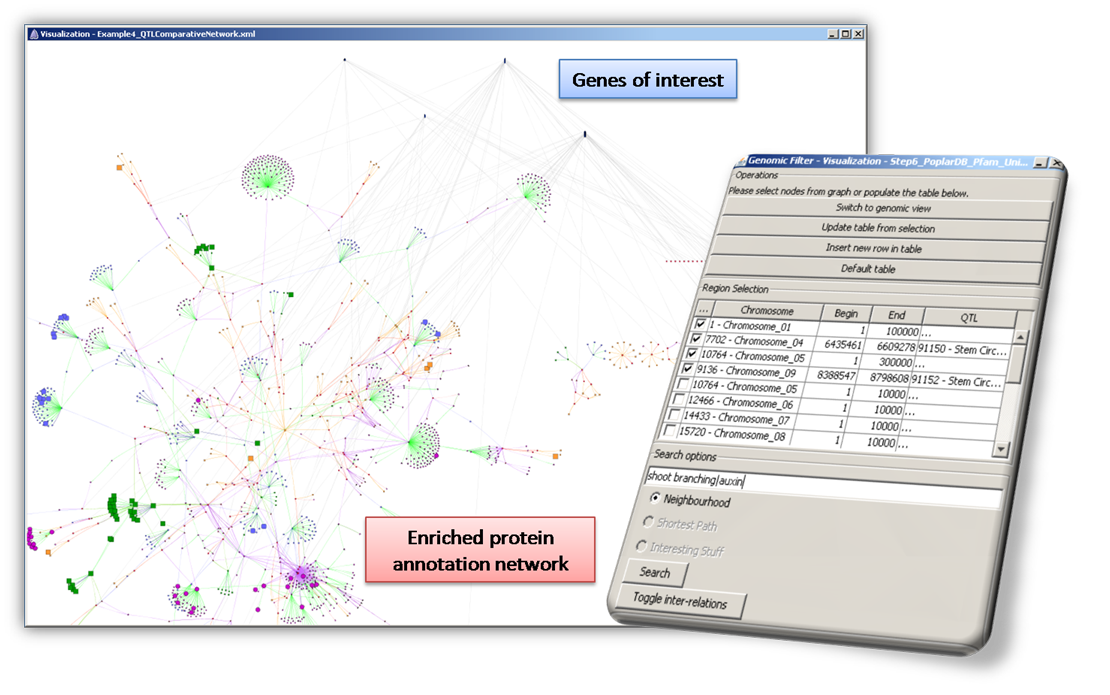 Visualization - Example4_QTLComparativeNetwork.xml
Genes of interest
Genomic Filter - Visualization - Step6_PoplarDB_Pfam_Uni...
Operations
Please select nodes from graph or populate the table below.
Switch to genomic view
Update table from selection
Insert new row in table
Default table
Region Selection
... Chromosome Begin End QTL
1 - Chromosome_01 1 100000 ...
7702 - Chromosome_04 6435461 6609278 91150 - Stem Circ...
10764 - Chromosome_05 1 300000 ...
9136 - Chromosome_09 8388547 8798608 91152 - Stem Circ...
10764 - Chromosome_05 1 10000 ...
12466 - Chromosome_06 1 10000 ...
14433 - Chromosome_07 1 10000 ...
15720 - Chromosome_08 1 10000 ...
Search options
shoot branching|auxin
Neighbourhood
Shortest Path
Interesting Stuff
Search
Toggle inter-relations
Enriched protein
annotation network